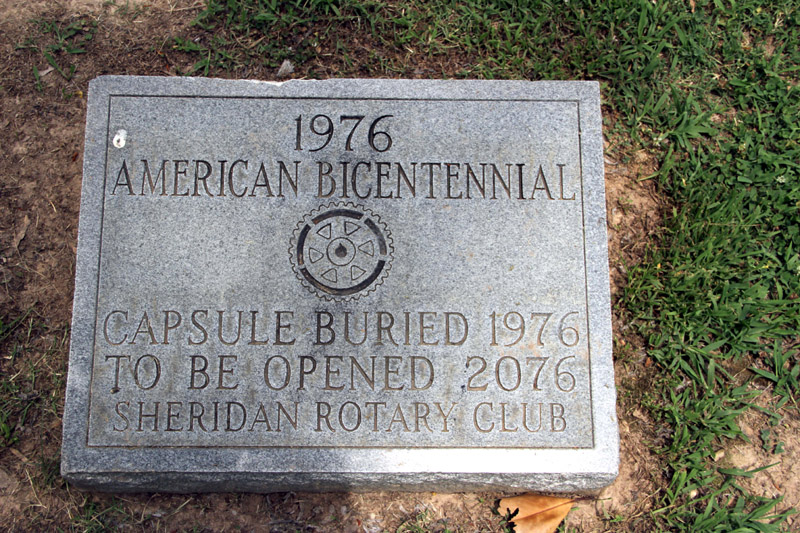 1976
AMERICAN BICENTENNIAL
CAPSULE BURIED 1976
TO BE OPENED 2076
SHERIDAN ROTARY CLUB